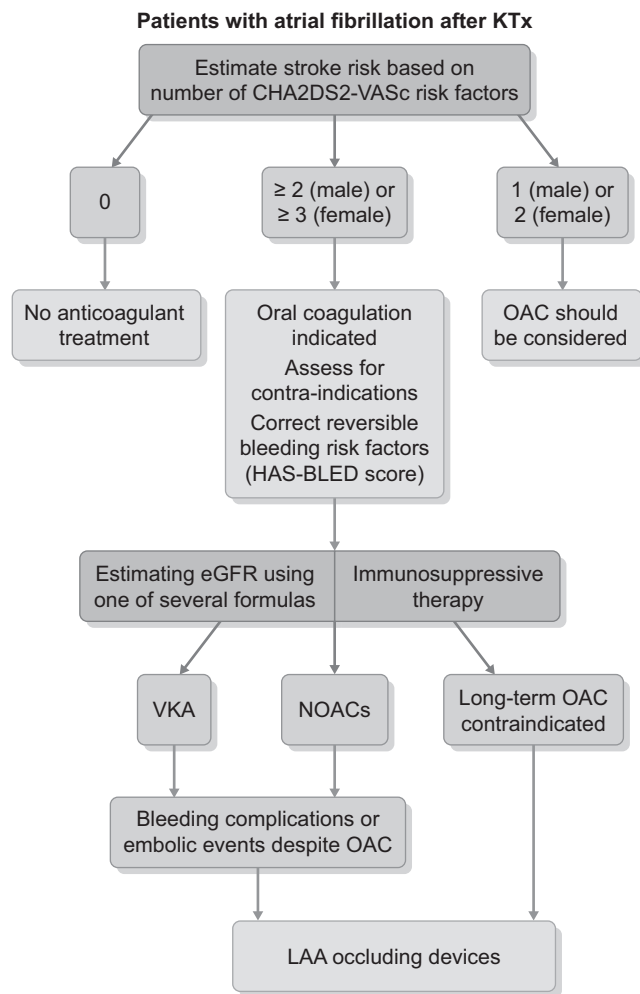 Patients with atrial fibrillation after KTx
Estimate stroke risk based on
number of CHA2DS2-VASc risk factors
0
≥ 2 (male) or
≥ 3 (female)
1 (male) or
2 (female)
No anticoagulant
treatment
Oral coagulation
indicated
Assess for
contra-indications
Correct reversible
bleeding risk factors
(HAS-BLED score)
OAC should
be considered
Estimating eGFR using
one of several formulas
Immunosuppressive
therapy
VKA
NOACs
Long-term OAC
contraindicated
Bleeding complications or
embolic events despite OAC
LAA occluding devices